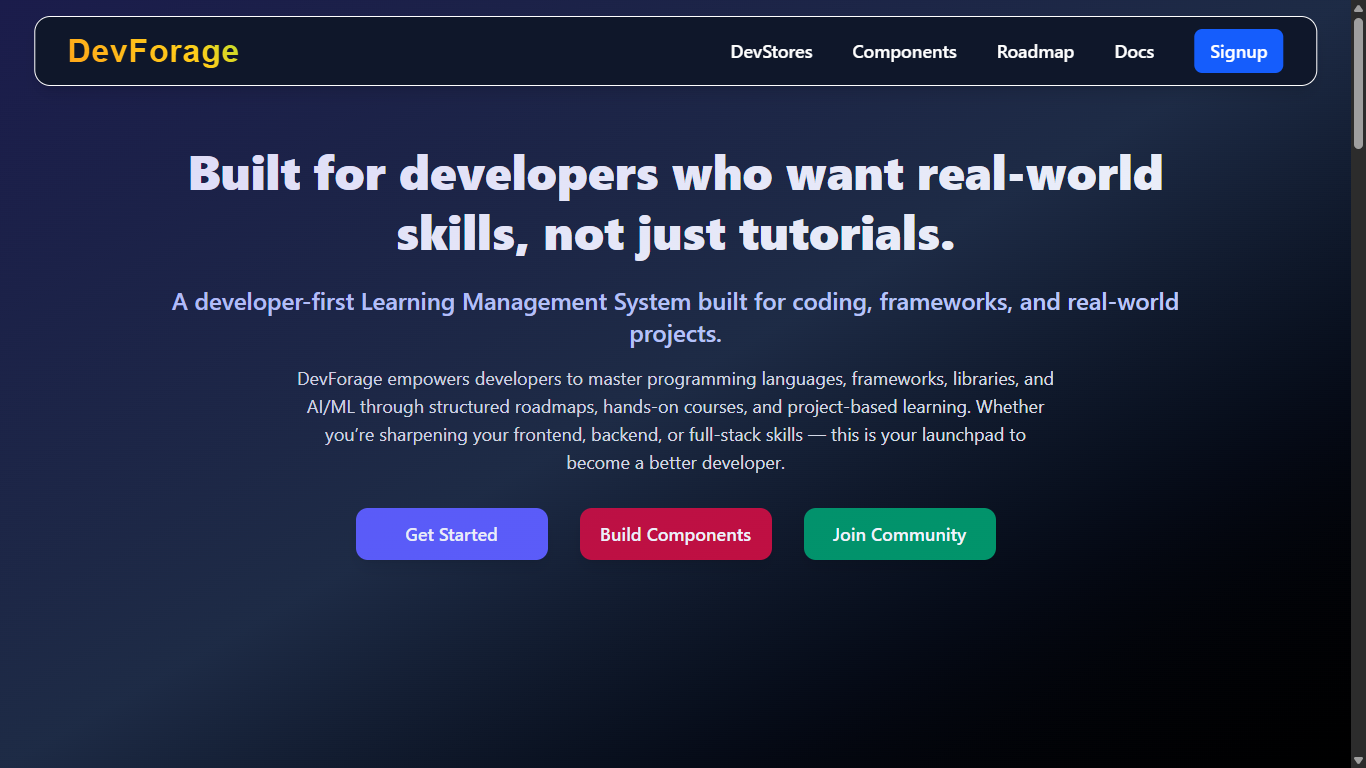 DevForage
DevStores
Components
Roadmap
Docs
Signup
Built for developers who want real-world
skills, not just tutorials.
A developer-first Learning Management System built for coding, frameworks, and real-world
projects.
DevForage empowers developers to master programming languages, frameworks, libraries, and
AI/ML through structured roadmaps, hands-on courses, and project-based learning. Whether
you’re sharpening your frontend, backend, or full-stack skills — this is your launchpad to
become a better developer.
Get Started
Build Components
Join Community